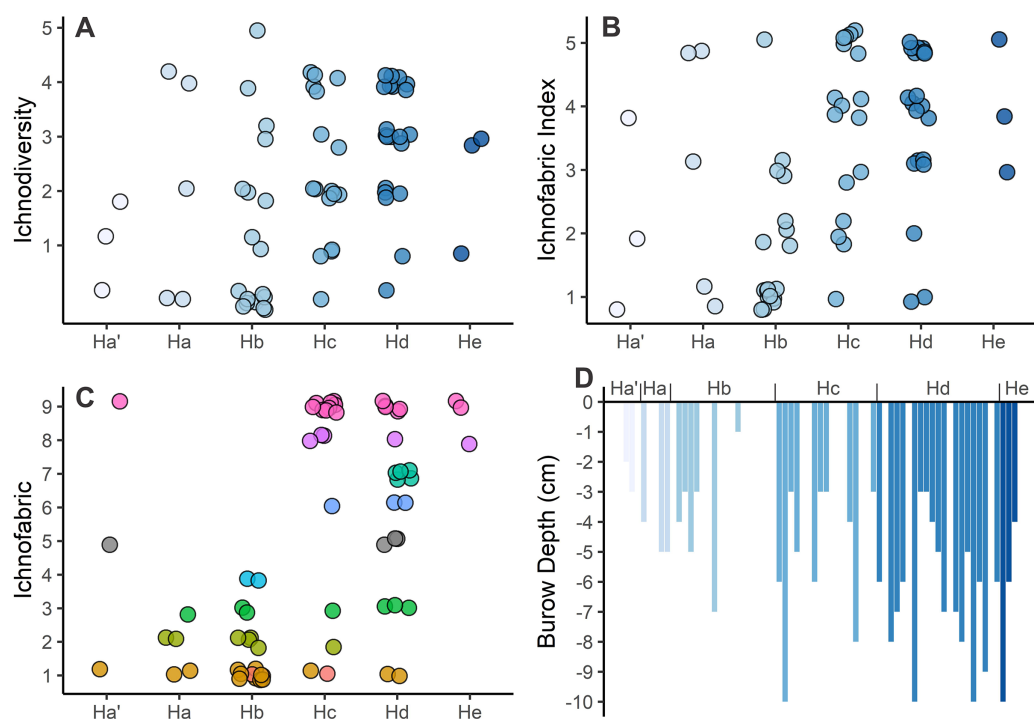 A
Ichnodiversity
5
4
3
2
1
Ha'
Ha
Hb
Hc
Hd
He
B
Ichnofabric Index
5
4
3
2
1
Ha'
Ha
Hb
Hc
Hd
He
C
Ichnofabric
9
8
7
6
5
4
3
2
1
Ha'
Ha
Hb
Hc
Hd
He
D
Ha' Ha Hb Hc Hd He
Burow Depth (cm)
0
-1
-2
-3
-4
-5
-6
-7
-8
-9
-10